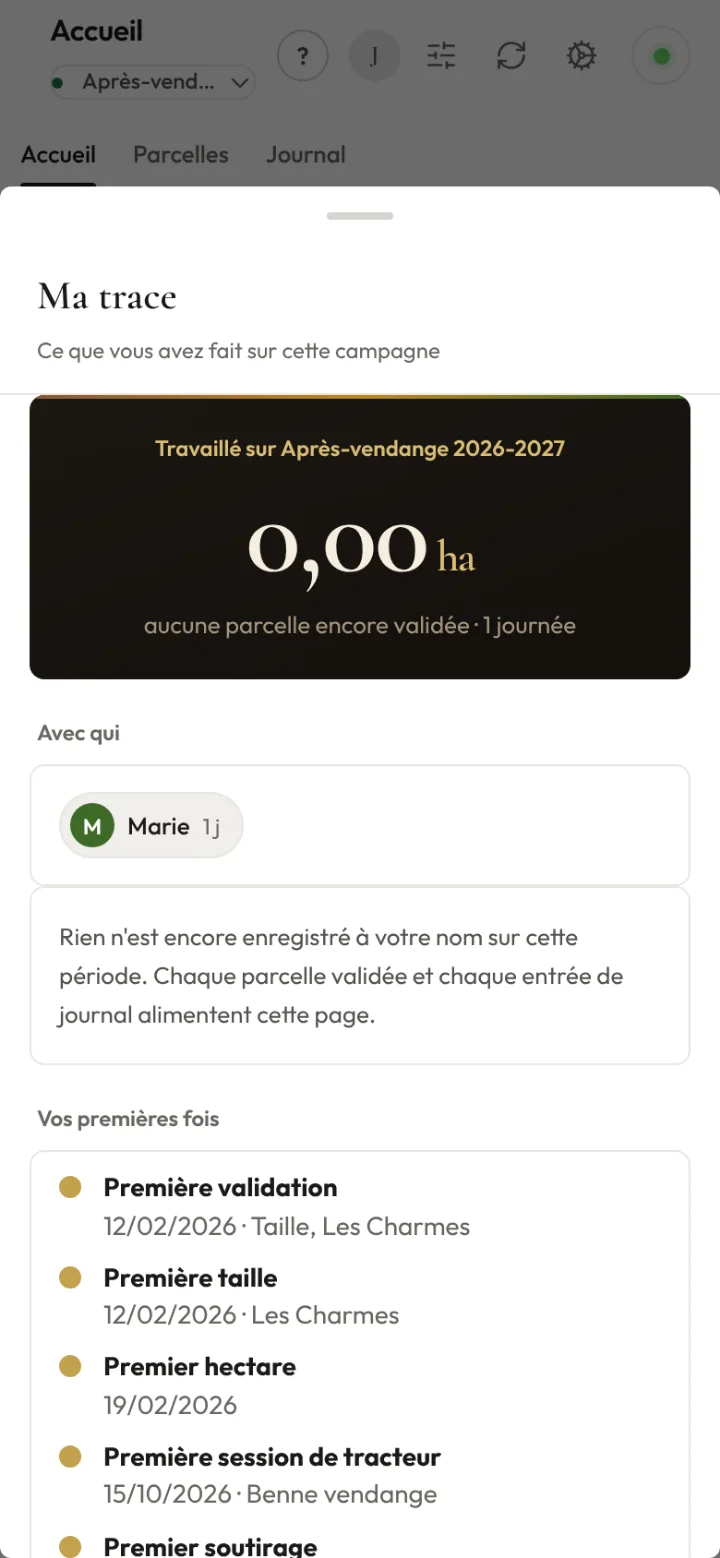 Accueil
? J
Après-vend...
Accueil Parcelles Journal
Ma trace
Ce que vous avez fait sur cette campagne
Travaillé sur Après-vendange 2026-2027
0,00 ha
aucune parcelle encore validée · 1 journée
Avec qui
M Marie 1 j
Rien n'est encore enregistré à votre nom sur cette
période. Chaque parcelle validée et chaque entrée de
journal alimentent cette page.
Vos premières fois
Première validation
12/02/2026 · Taille, Les Charmes
Première taille
12/02/2026 · Les Charmes
Premier hectare
19/02/2026
Première session de tracteur
15/10/2026 · Benne vendange
Premier soutirage